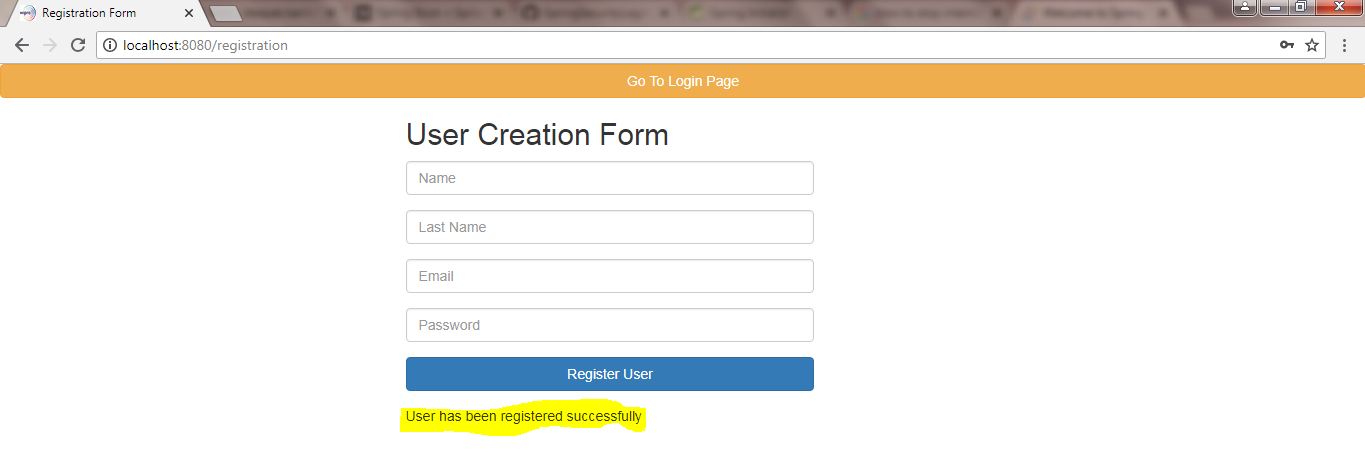 Registration Form
localhost:8080/registration
Go To Login Page
User Creation Form
Name
Last Name
Email
Password
Register User
User has been registered successfully